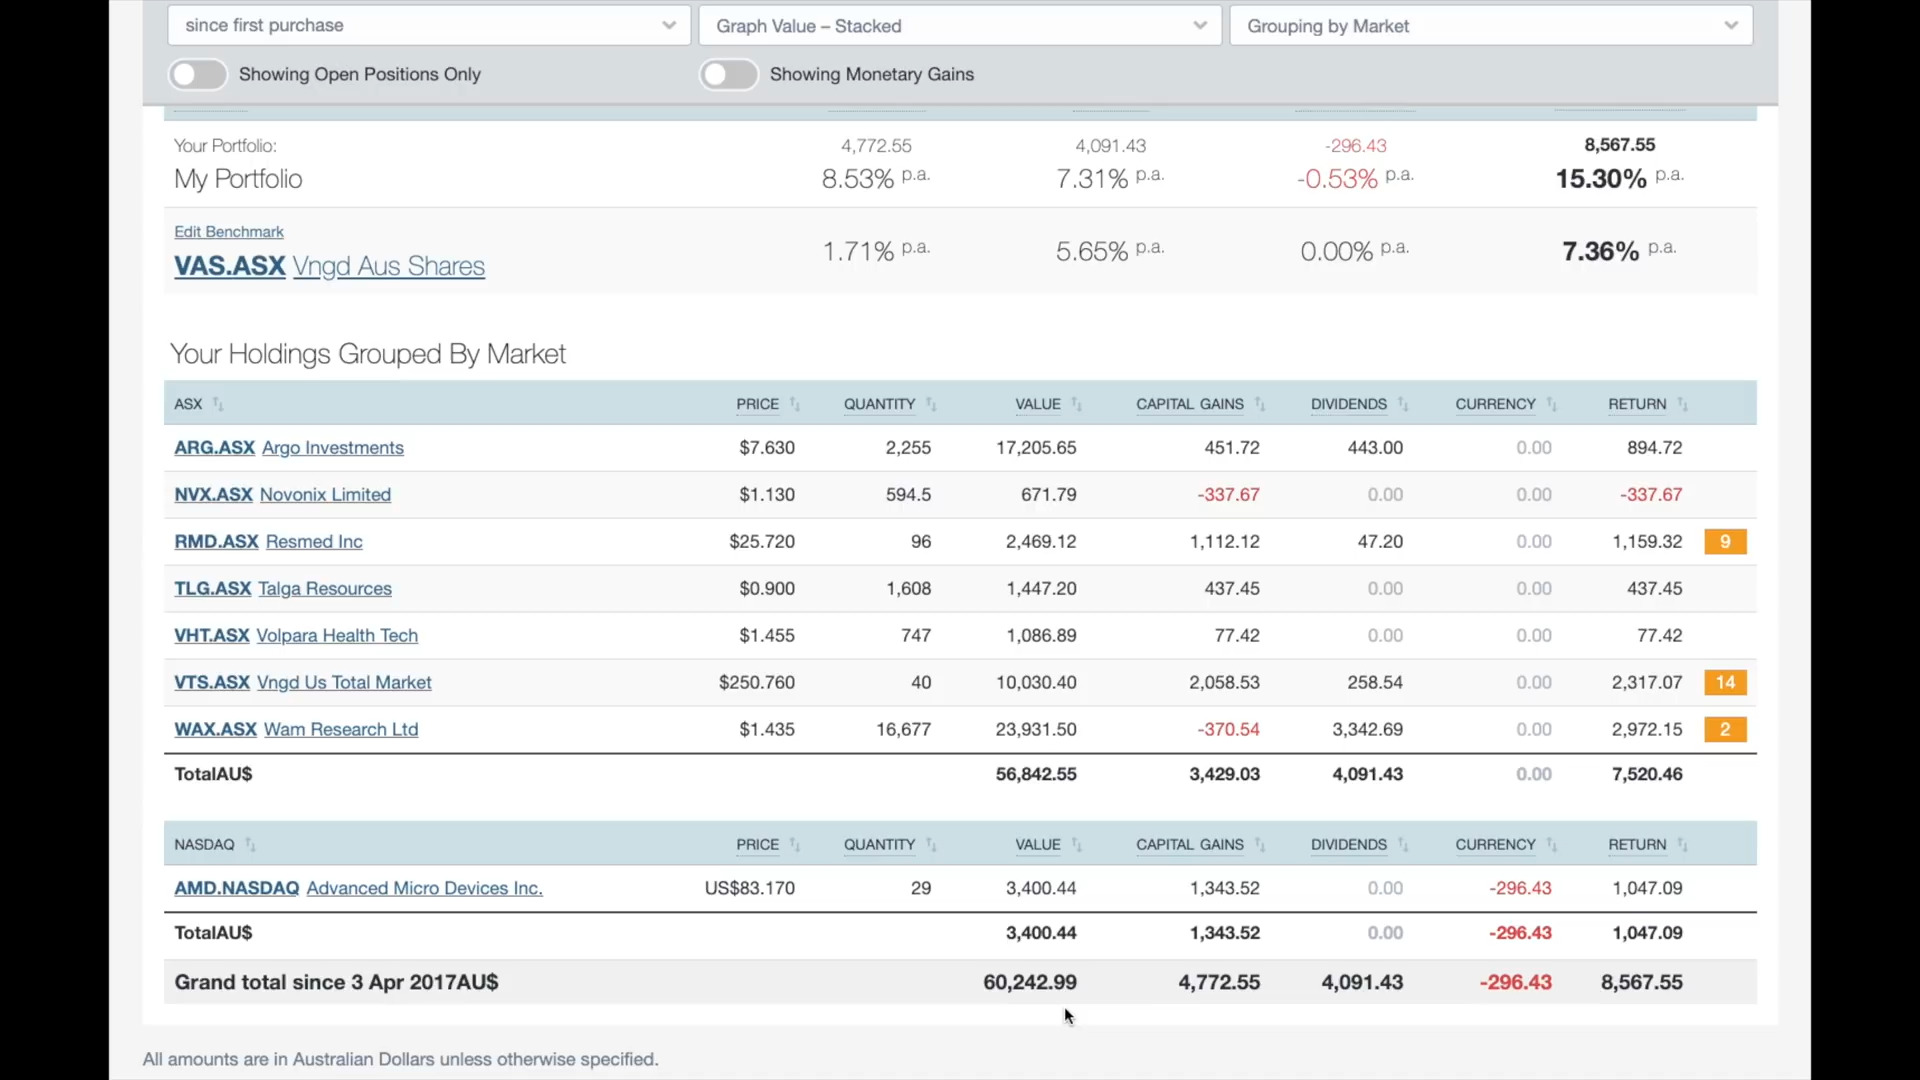 since first purchase Graph Value – Stacked Grouping by Market
Showing Open Positions Only Showing Monetary Gains
Your Portfolio: 4,772.55 4,091.43 -296.43 8,567.55
My Portfolio 8.53% p.a. 7.31% p.a. -0.53% p.a. 15.30% p.a.
Edit Benchmark
VAS.ASX Vngd Aus Shares 1.71% p.a. 5.65% p.a. 0.00% p.a. 7.36% p.a.
Your Holdings Grouped By Market
ASX PRICE QUANTITY VALUE CAPITAL GAINS DIVIDENDS CURRENCY RETURN
ARG.ASX Argo Investments $7.630 2,255 17,205.65 451.72 443.00 0.00 894.72
NVX.ASX Novonix Limited $1.130 594.5 671.79 -337.67 0.00 0.00 -337.67
RMD.ASX Resmed Inc $25.720 96 2,469.12 1,112.12 47.20 0.00 1,159.32 9
TLG.ASX Talga Resources $0.900 1,608 1,447.20 437.45 0.00 0.00 437.45
VHT.ASX Volpara Health Tech $1.455 747 1,086.89 77.42 0.00 0.00 77.42
VTS.ASX Vngd Us Total Market $250.760 40 10,030.40 2,058.53 258.54 0.00 2,317.07 14
WAX.ASX Wam Research Ltd $1.435 16,677 23,931.50 -370.54 3,342.69 0.00 2,972.15 2
TotalAU$ 56,842.55 3,429.03 4,091.43 0.00 7,520.46
NASDAQ PRICE QUANTITY VALUE CAPITAL GAINS DIVIDENDS CURRENCY RETURN
AMD.NASDAQ Advanced Micro Devices Inc. US$83.170 29 3,400.44 1,343.52 0.00 -296.43 1,047.09
TotalAU$ 3,400.44 1,343.52 0.00 -296.43 1,047.09
Grand total since 3 Apr 2017AU$ 60,242.99 4,772.55 4,091.43 -296.43 8,567.55
All amounts are in Australian Dollars unless otherwise specified.